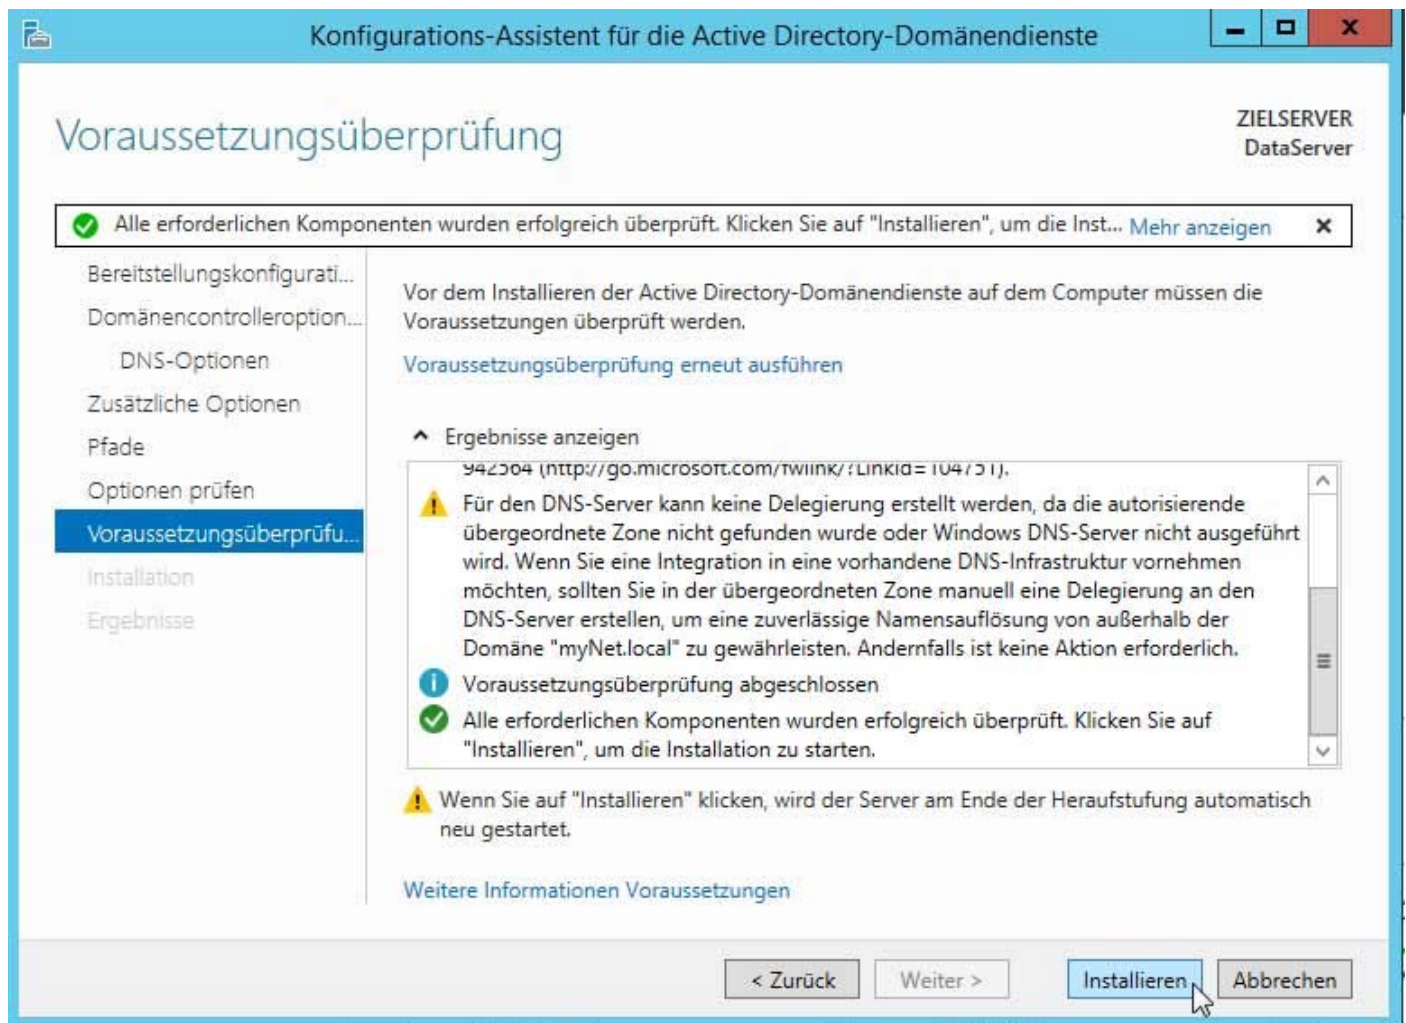 Konfigurations-Assistent für die Active Directory-Domänendienste
Voraussetzungsüberprüfung
ZIELSERVER
DataServer
Alle erforderlichen Komponenten wurden erfolgreich überprüft. Klicken Sie auf "Installieren", um die Inst... Mehr anzeigen
Bereitstellungskonfigurati...
Domänencontrolleroption...
DNS-Optionen
Zusätzliche Optionen
Pfade
Optionen prüfen
Voraussetzungsüberprüfu...
Installation
Ergebnisse
Vor dem Installieren der Active Directory-Domänendienste auf dem Computer müssen die
Voraussetzungen überprüft werden.
Voraussetzungsüberprüfung erneut ausführen
Ergebnisse anzeigen
942564 (http://go.microsoft.com/fwlink/?LinkId=104751).
Für den DNS-Server kann keine Delegierung erstellt werden, da die autorisierende
übergeordnete Zone nicht gefunden wurde oder Windows DNS-Server nicht ausgeführt
wird. Wenn Sie eine Integration in eine vorhandene DNS-Infrastruktur vornehmen
möchten, sollten Sie in der übergeordneten Zone manuell eine Delegierung an den
DNS-Server erstellen, um eine zuverlässige Namensauflösung von außerhalb der
Domäne "myNet.local" zu gewährleisten. Andernfalls ist keine Aktion erforderlich.
Voraussetzungsüberprüfung abgeschlossen
Alle erforderlichen Komponenten wurden erfolgreich überprüft. Klicken Sie auf
"Installieren", um die Installation zu starten.
Wenn Sie auf "Installieren" klicken, wird der Server am Ende der Heraufstufung automatisch
neu gestartet.
Weitere Informationen Voraussetzungen
< Zurück
Weiter >
Installieren
Abbrechen